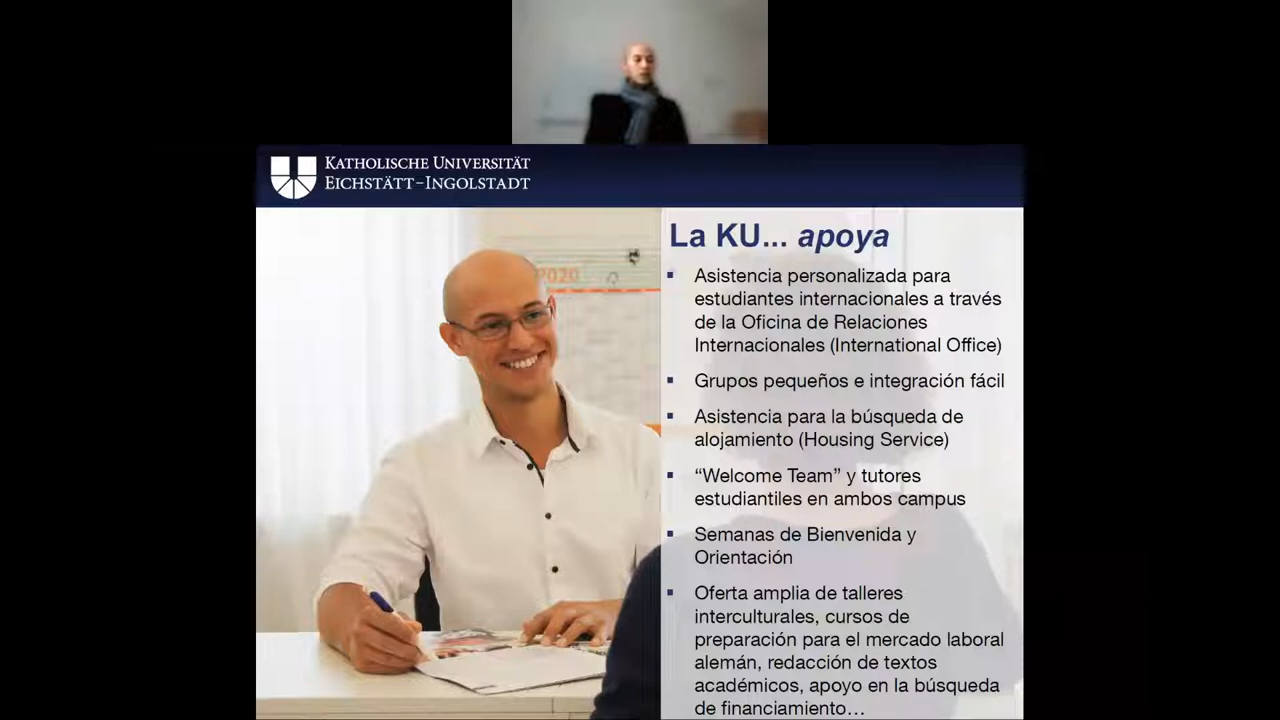 KATHOLISCHE UNIVERSITÄT
EICHSTÄTT-INGOLSTADT
2020
La KU... apoya
▪ Asistencia personalizada para
estudiantes internacionales a través
de la Oficina de Relaciones
Internacionales (International Office)
▪ Grupos pequeños e integración fácil
▪ Asistencia para la búsqueda de
alojamiento (Housing Service)
▪ “Welcome Team” y tutores
estudiantiles en ambos campus
▪ Semanas de Bienvenida y
Orientación
▪ Oferta amplia de talleres
interculturales, cursos de
preparación para el mercado laboral
alemán, redacción de textos
académicos, apoyo en la búsqueda
de financiamiento…